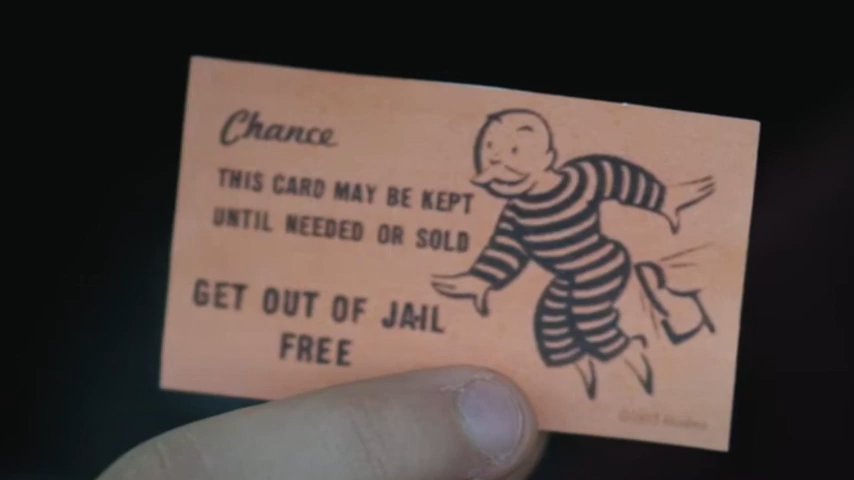 Chance
THIS CARD MAY BE KEPT
UNTIL NEEDED OR SOLD
GET OUT OF JAIL
FREE